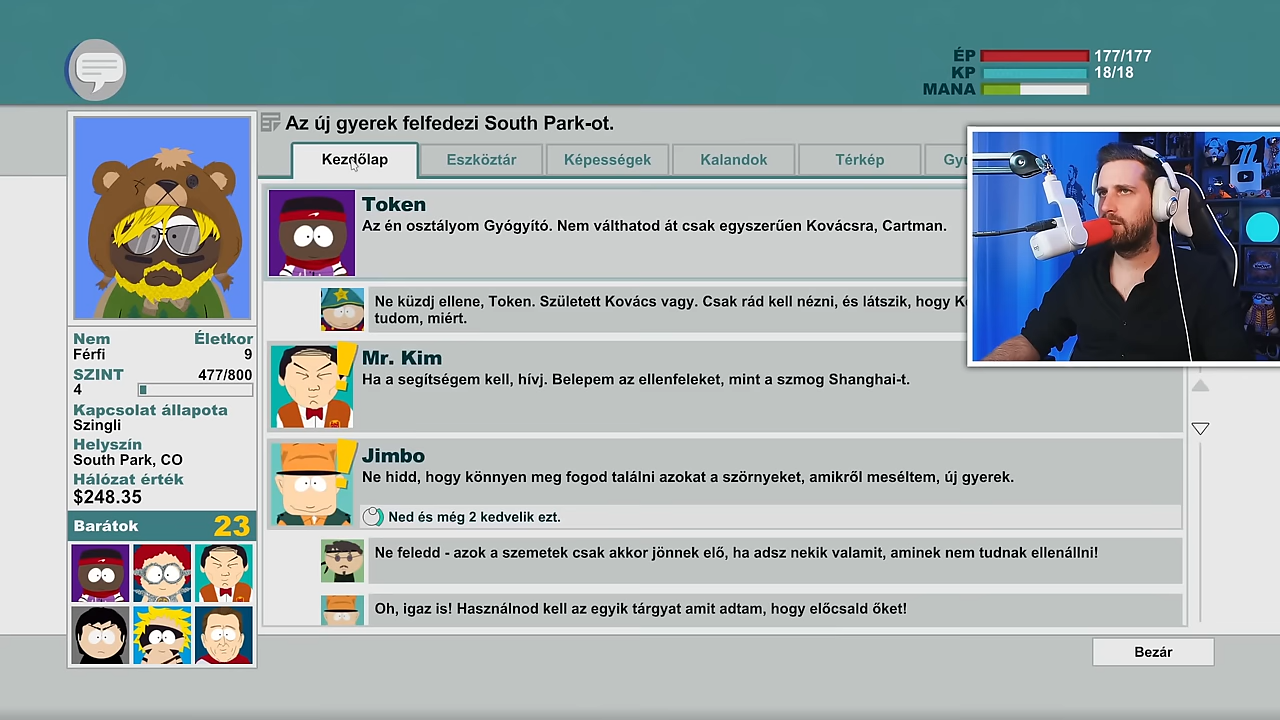 ÉP 177/177
KP 18/18
MANA
Az új gyerek felfedezi South Park-ot.
Kezdőlap
Eszköztár
Képességek
Kalandok
Térkép
Token
Az én osztályom Gyógyító. Nem válthatod át csak egyszerűen Kovácsra, Cartman.
Ne küzdj ellene, Token. Született Kovács vagy. Csak rád kell nézni, és látszik, hogy
tudom, miért.
Mr. Kim
Ha a segítségem kell, hívj. Belepem az ellenfeleket, mint a szmog Shanghai-t.
Jimbo
Ne hidd, hogy könnyen meg fogod találni azokat a szörnyeket, amikről meséltem, új gyerek.
Ned és még 2 kedvelik ezt.
Ne feledd - azok a szemetek csak akkor jönnek elő, ha adsz nekik valamit, aminek nem tudnak ellenállni!
Oh, igaz is! Használnod kell az egyik tárgyat amit adtam, hogy előcsald őket!
Nem Életkor
Férfi 9
SZINT 477/800
4
Kapcsolat állapota
Szingli
Helyszín
South Park, CO
Hálózat érték
$248.35
Barátok 23
Bezár